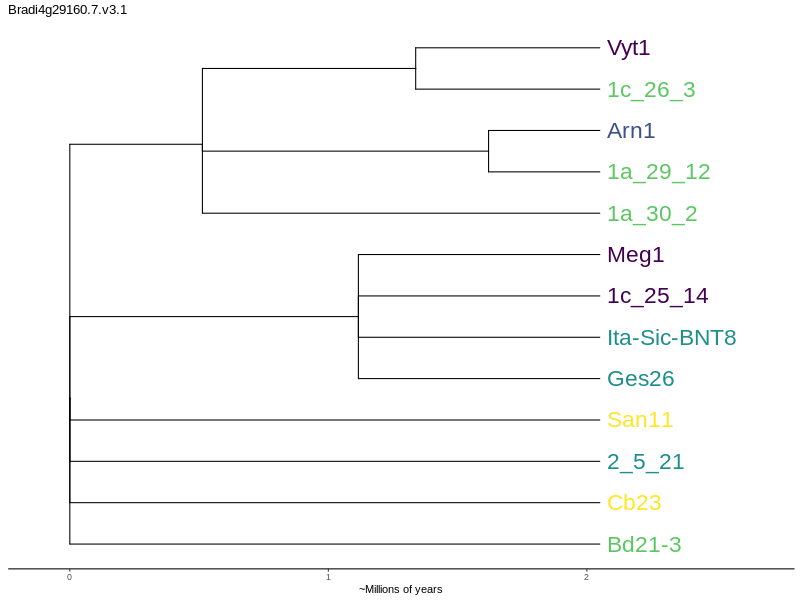 Bradi4g29160.7.v3.1
Vyt1
1c_26_3
Arn1
1a_29_12
1a_30_2
Meg1
1c_25_14
Ita-Sic-BNT8
Ges26
San11
2_5_21
Cb23
Bd21-3
0 1 2
~Millions of years